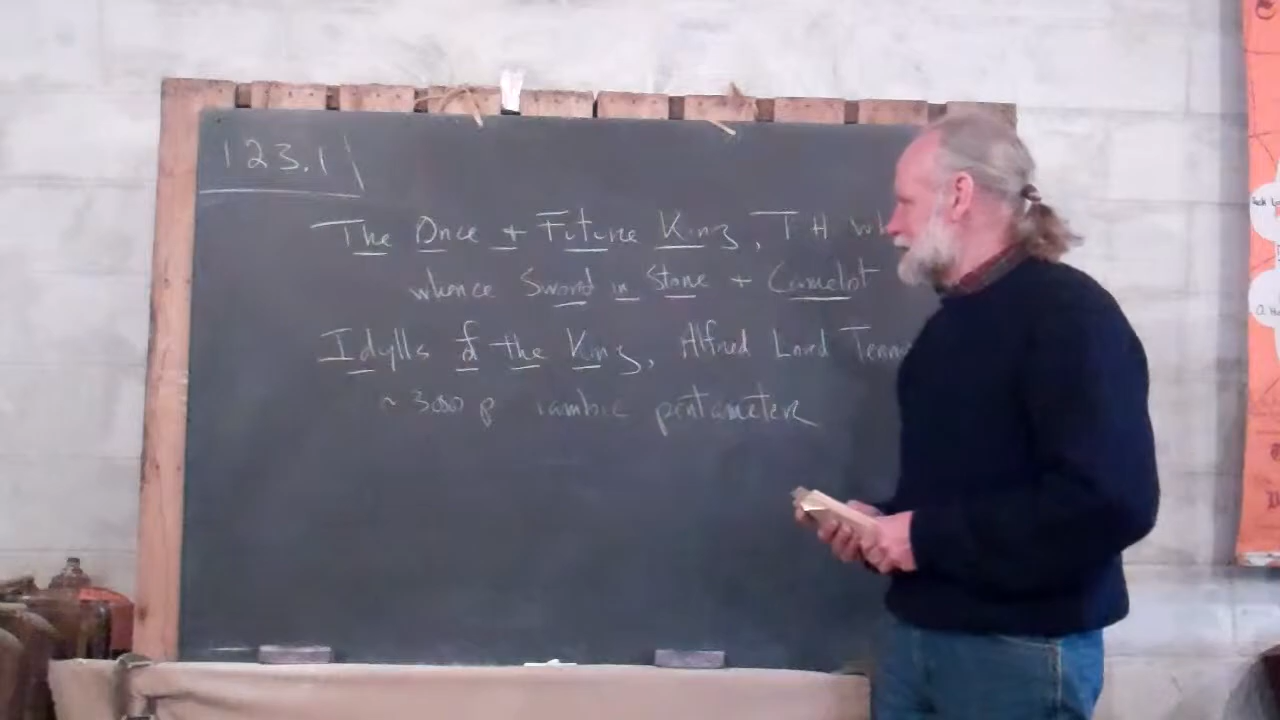 123.1
The Once + Future King, T H Wh
whence Sword in Stone + Camelot
Idylls of the King, Alfred Lord Tenn
~ 3000 l iambic pentameter